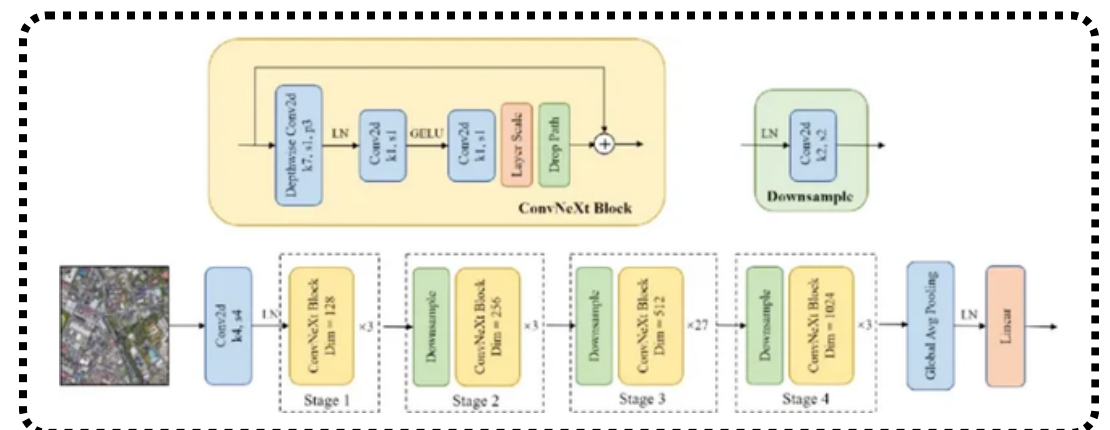 Depthwise Conv2d
k7, s1, p3
LN
Conv2d
k1, s1
GELU
Conv2d
k1, s1
Layer Scale
Drop Path
+
ConvNeXt Block
LN
Conv2d
k2, s2
Downsample
Conv2d
k4, s4
LN
ConvNeXt Block
Dim = 128
×3
Stage 1
Downsample
ConvNeXt Block
Dim = 256
×3
Stage 2
Downsample
ConvNeXt Block
Dim = 512
×27
Stage 3
Downsample
ConvNeXt Block
Dim = 1024
×3
Stage 4
Global Avg Pooling
LN
Linear